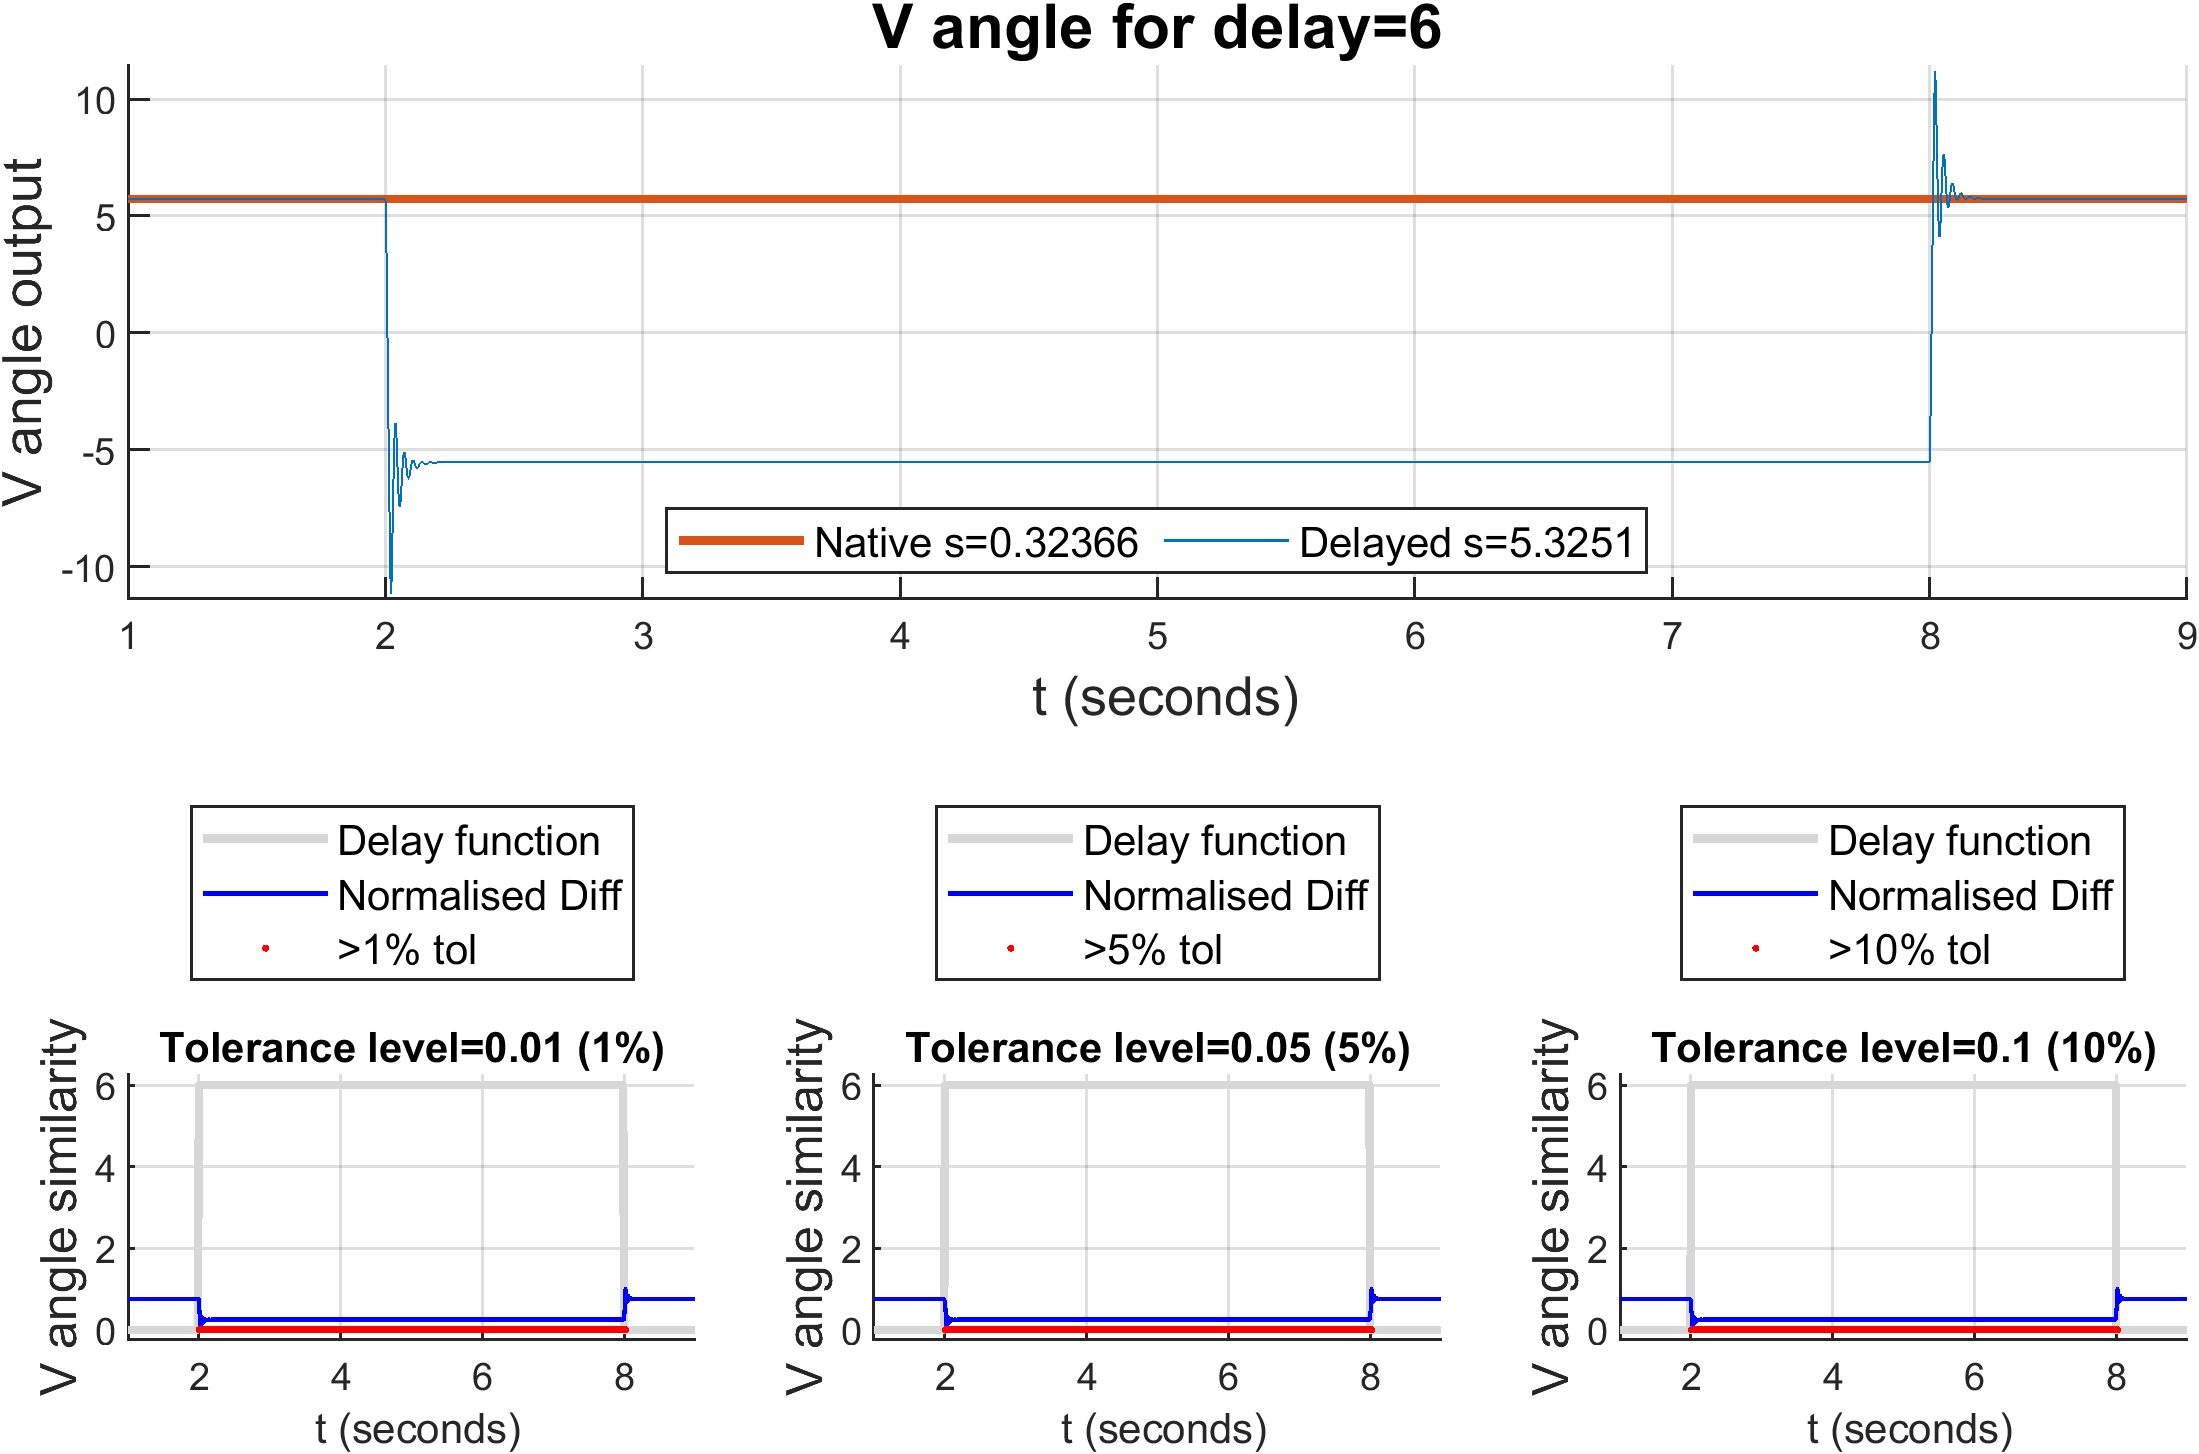 V angle for delay=6
V angle output
10
5
0
-5
-10
Native s=0.32366 Delayed s=5.3251
1 2 3 4 5 6 7 8 9
t (seconds)
Delay function
Normalised Diff
>1% tol
Delay function
Normalised Diff
>5% tol
Delay function
Normalised Diff
>10% tol
Tolerance level=0.01 (1%)
V angle similarity
6
4
2
0
2 4 6 8
t (seconds)
Tolerance level=0.05 (5%)
V angle similarity
6
4
2
0
2 4 6 8
t (seconds)
Tolerance level=0.1 (10%)
V angle similarity
6
4
2
0
2 4 6 8
t (seconds)